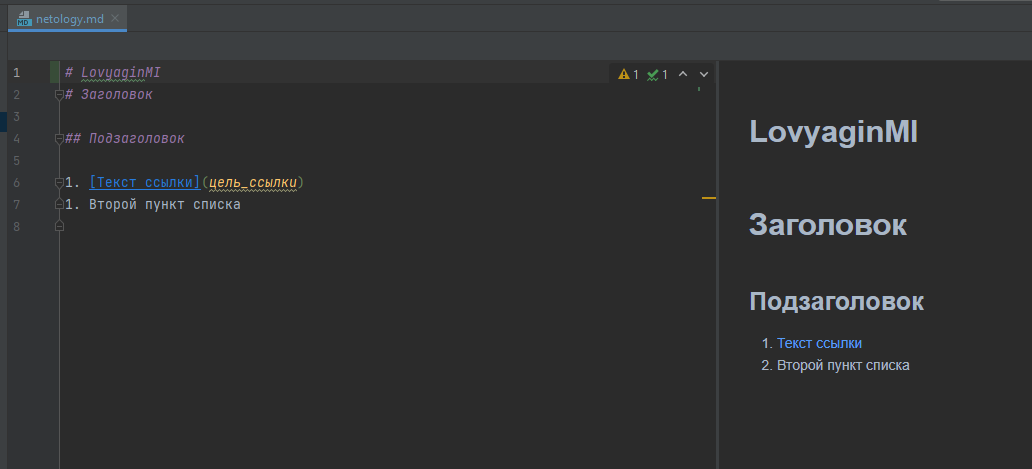 netology.md
1 # LovyaginMI
1 1
2 # Заголовок
3
4 ## Подзаголовок
5
6 1. [Текст ссылки](цель_ссылки)
7 1. Второй пункт списка
8
LovyaginMI
Заголовок
Подзаголовок
1. Текст ссылки
2. Второй пункт списка